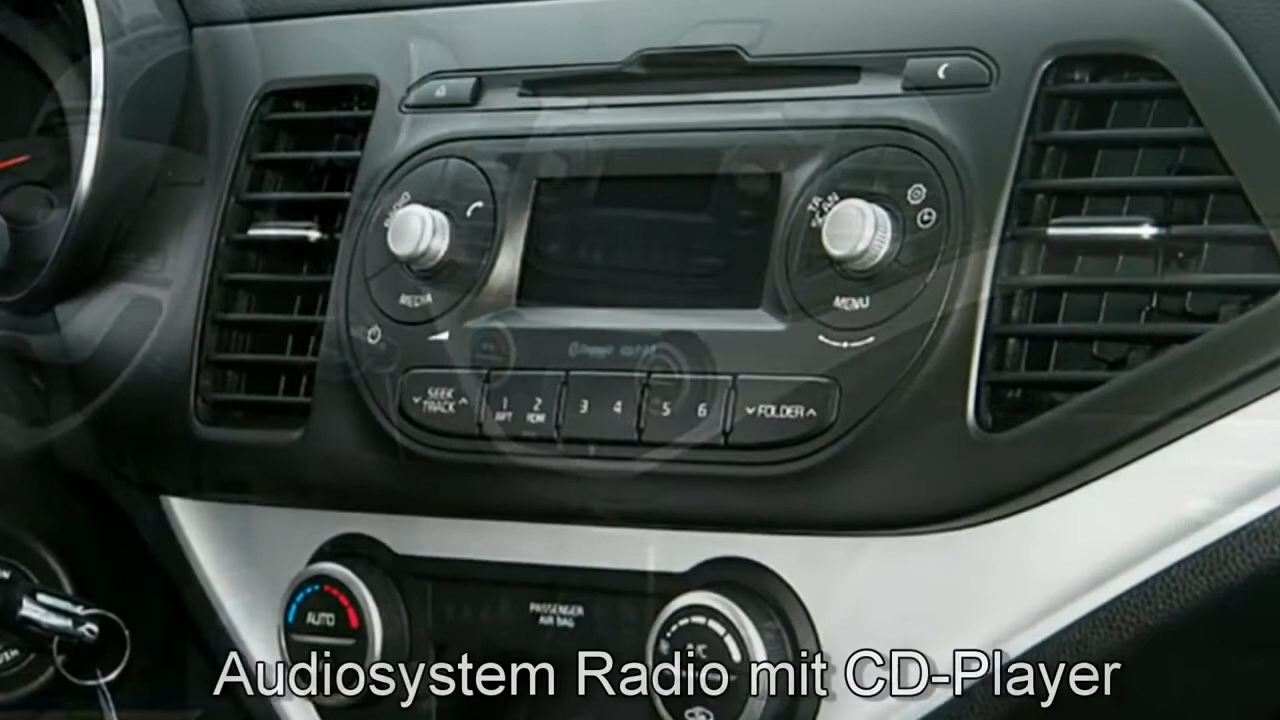 RADIO
MEDIA
TA
SCAN
MENU
SEEK
TRACK
1
RPT
2
RDM
3
4
5
6
FOLDER
AUTO
PASSENGER
AIR BAG
°C
Audiosystem Radio mit CD-Player